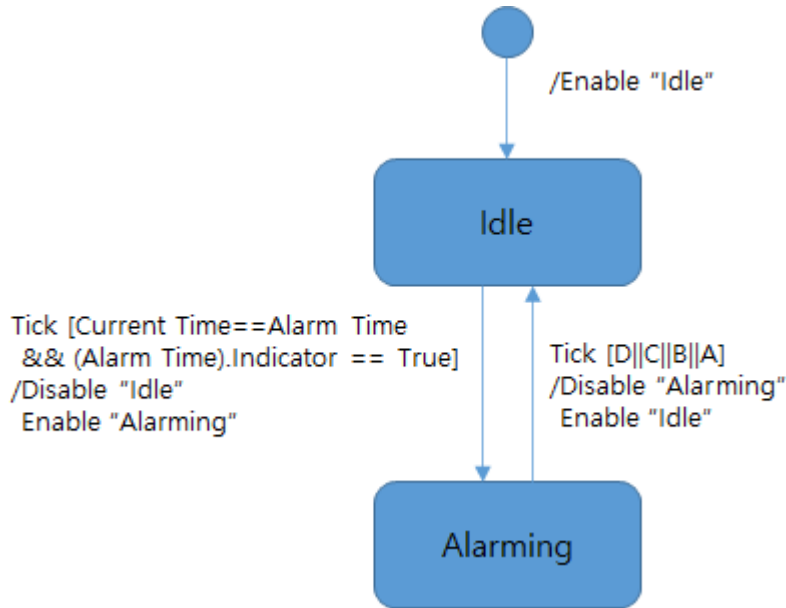 /Enable "Idle"
Idle
Tick [Current Time==Alarm Time
&& (Alarm Time).Indicator == True]
/Disable "Idle"
Enable "Alarming"
Tick [D||C||B||A]
/Disable "Alarming"
Enable "Idle"
Alarming